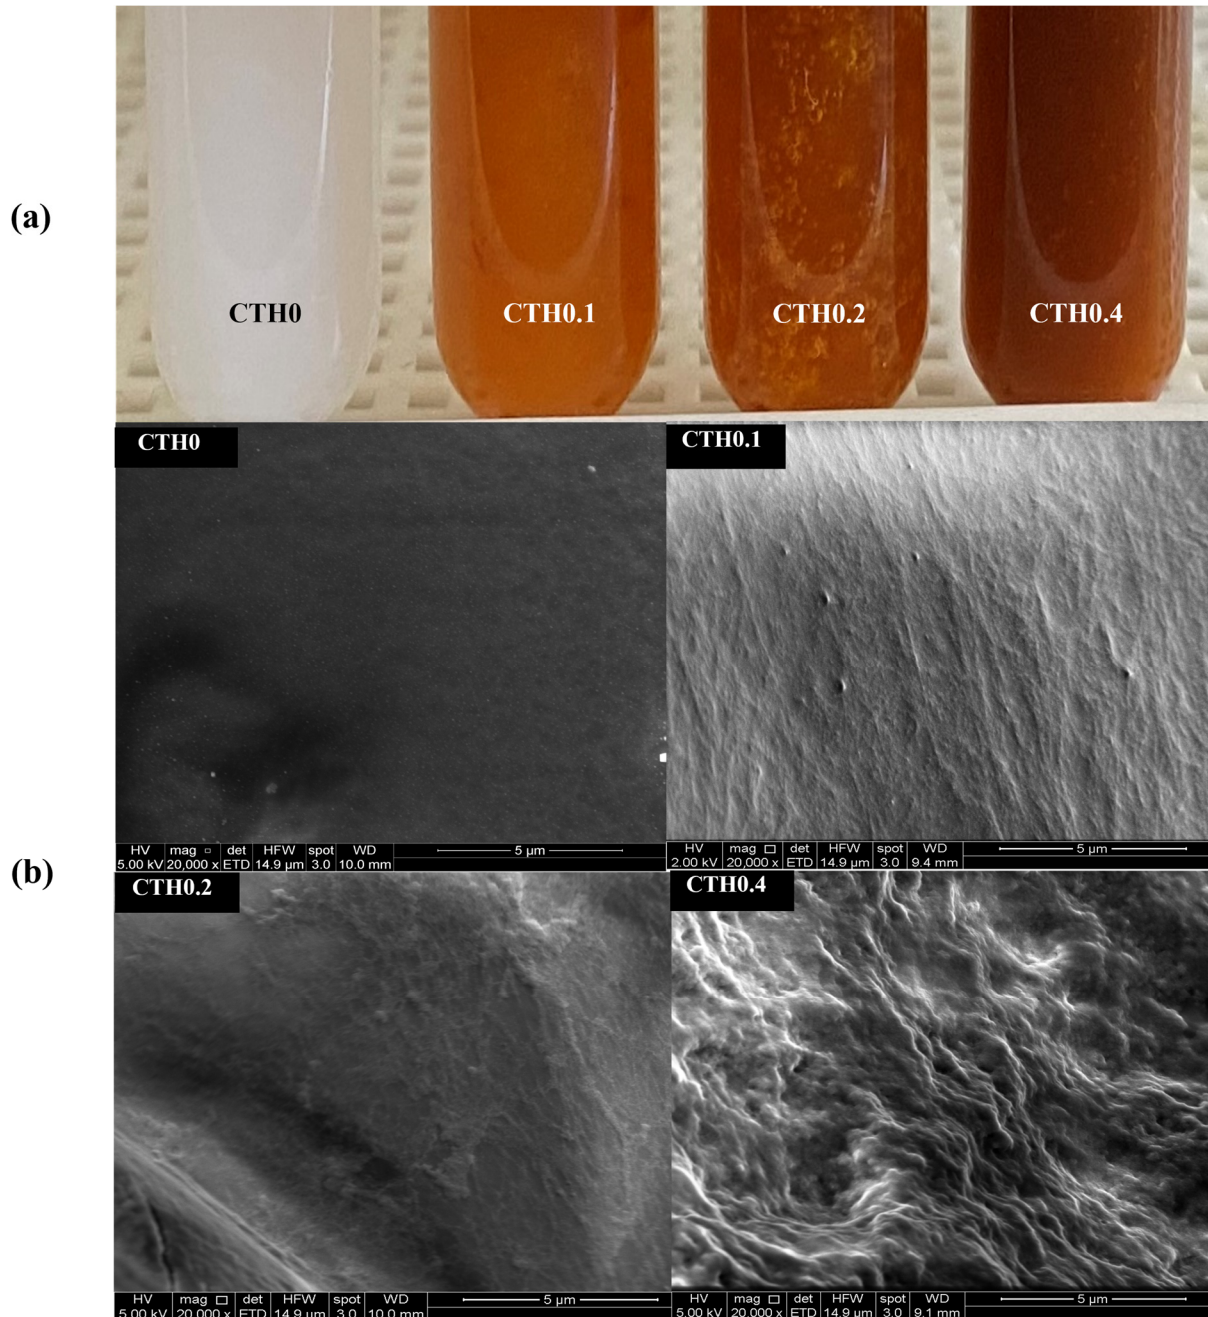 (a)
CTH0 CTH0.1 CTH0.2 CTH0.4
(b)
CTH0
HV mag det HFW spot WD
5.00 kV 20,000 x ETD 14.9 µm 3.0 10.0 mm 5 µm
CTH0.1
HV mag det HFW spot WD
2.00 kV 20,000 x ETD 14.9 µm 3.0 9.4 mm 5 µm
CTH0.2
HV mag det HFW spot WD
5.00 kV 20,000 x ETD 14.9 µm 3.0 10.0 mm 5 µm
CTH0.4
HV mag det HFW spot WD
5.00 kV 20,000 x ETD 14.9 µm 3.0 9.1 mm 5 µm